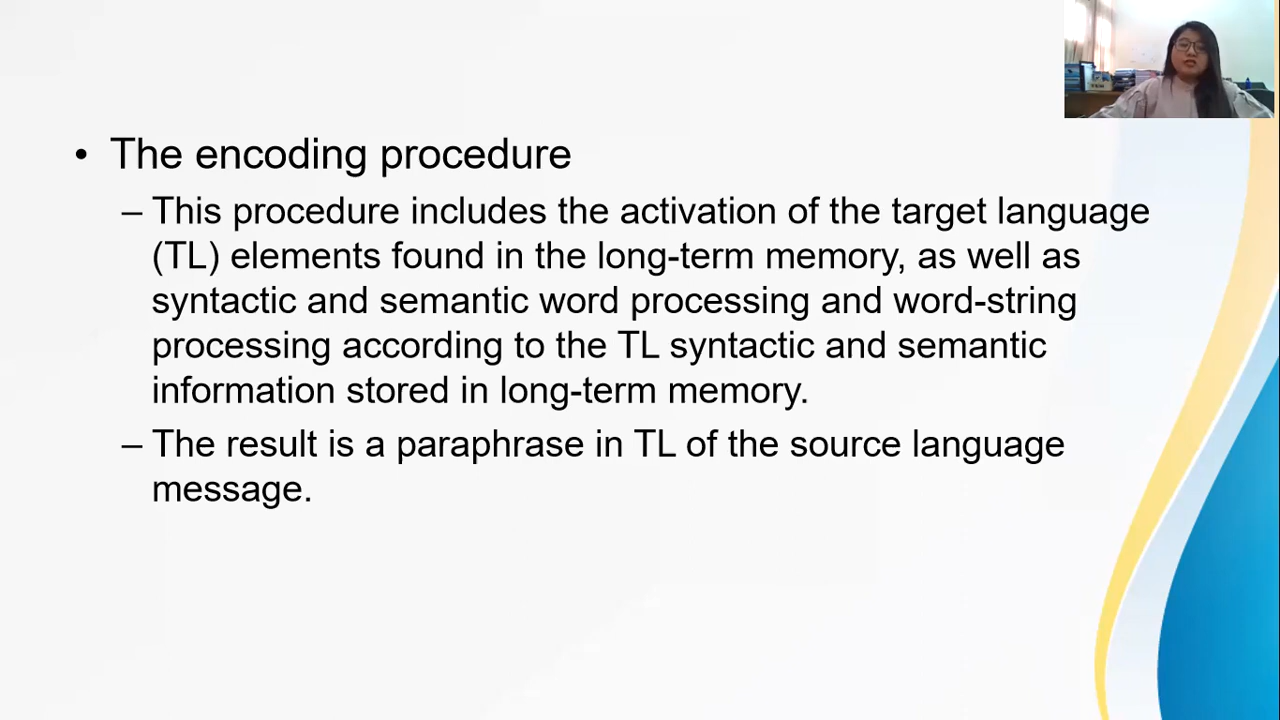 • The encoding procedure
– This procedure includes the activation of the target language
(TL) elements found in the long-term memory, as well as
syntactic and semantic word processing and word-string
processing according to the TL syntactic and semantic
information stored in long-term memory.
– The result is a paraphrase in TL of the source language
message.